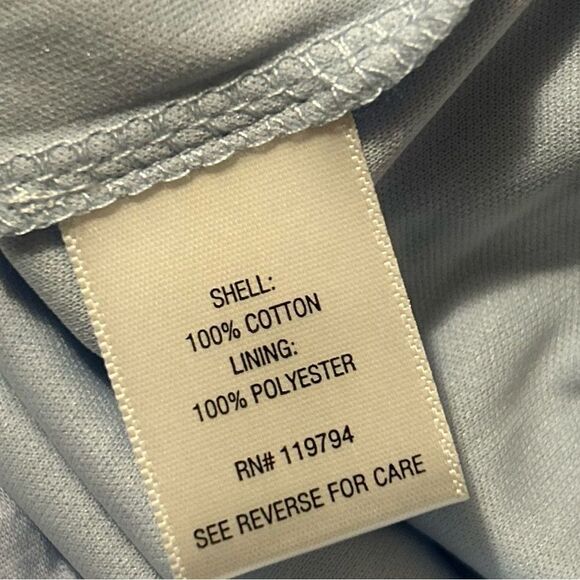 SHELL:
100% COTTON
LINING:
100% POLYESTER
RN# 119794
SEE REVERSE FOR CARE